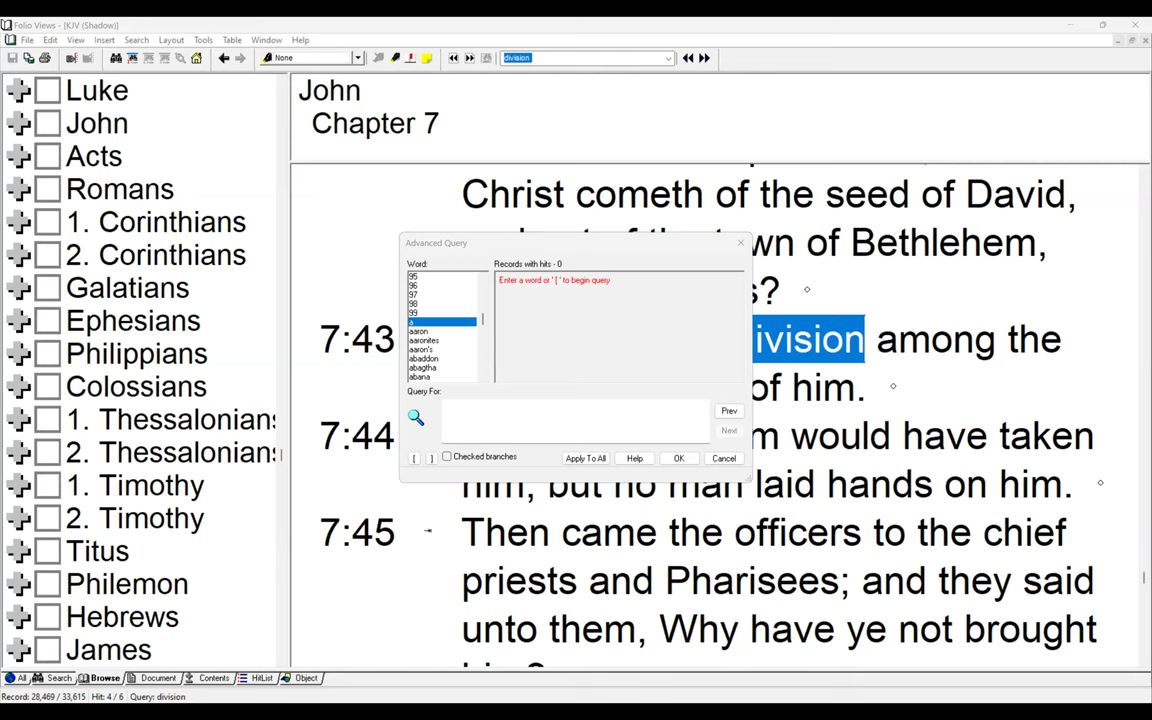 Folio Views - [KJV (Shadow)]
File Edit View Insert Search Layout Tools Table Window Help
None division
Luke
John
Acts
Romans
1. Corinthians
2. Corinthians
Galatians
Ephesians
Philippians
Colossians
1. Thessalonians
2. Thessalonians
1. Timothy
2. Timothy
Titus
Philemon
Hebrews
James
John
Chapter 7
Christ cometh of the seed of David,
of Bethlehem,
7:43 ivision among the
of him.
7:44 would have taken
him, but no man laid hands on him.
7:45 Then came the officers to the chief
priests and Pharisees; and they said
unto them, Why have ye not brought
Advanced Query
Word:
95
96
97
98
99
a
aaron
aaronites
aaron's
abaddon
abagtha
abana
Records with hits - 0
Enter a word or ' [ ' to begin query
Query For:
Prev
Next
[ ] Checked branches Apply To All Help OK Cancel
All Search Browse Document Contents HitList Object
Record: 28,469 / 33,615 Hit: 4 / 6 Query: division